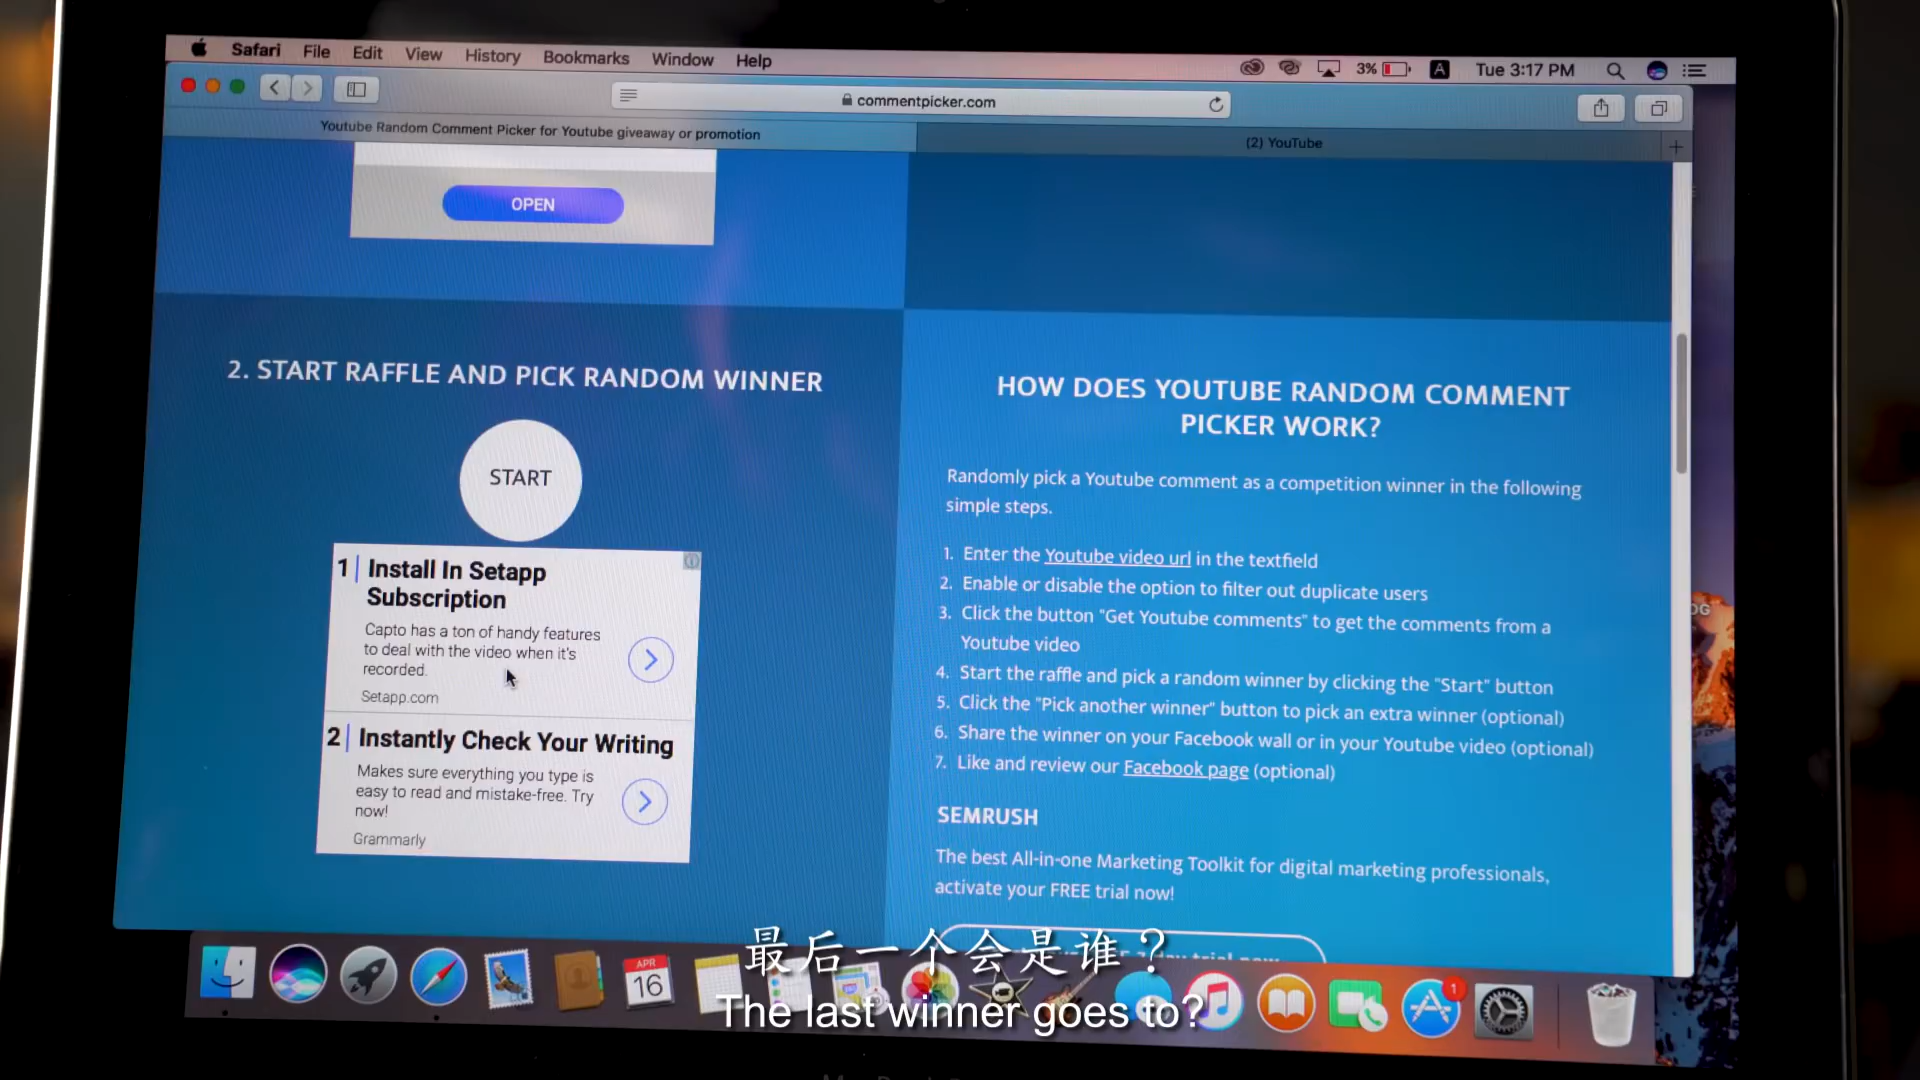 Safari File Edit View History Bookmarks Window Help
3% A Tue 3:17 PM
commentpicker.com
Youtube Random Comment Picker for Youtube giveaway or promotion
(2) YouTube
OPEN
2. START RAFFLE AND PICK RANDOM WINNER
START
1 Install In Setapp
Subscription
Capto has a ton of handy features
to deal with the video when it's
recorded.
Setapp.com
2 Instantly Check Your Writing
Makes sure everything you type is
easy to read and mistake-free. Try
now!
Grammarly
HOW DOES YOUTUBE RANDOM COMMENT
PICKER WORK?
Randomly pick a Youtube comment as a competition winner in the following
simple steps.
1. Enter the Youtube video url in the textfield
2. Enable or disable the option to filter out duplicate users
3. Click the button "Get Youtube comments" to get the comments from a
Youtube video
4. Start the raffle and pick a random winner by clicking the "Start" button
5. Click the "Pick another winner" button to pick an extra winner (optional)
6. Share the winner on your Facebook wall or in your Youtube video (optional)
7. Like and review our Facebook page (optional)
SEMRUSH
The best All-in-one Marketing Toolkit for digital marketing professionals,
activate your FREE trial now!
APR
16
1
最后一个会是谁？
The last winner goes to?